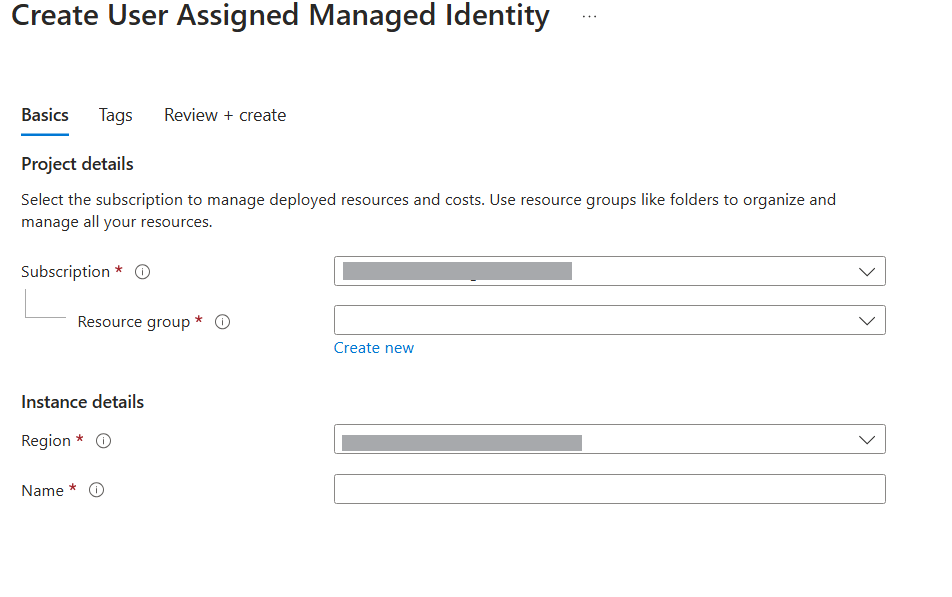 Create User Assigned Managed Identity ...
Basics Tags Review + create
Project details
Select the subscription to manage deployed resources and costs. Use resource groups like folders to organize and
manage all your resources.
Subscription *
Resource group *
Create new
Instance details
Region *
Name *